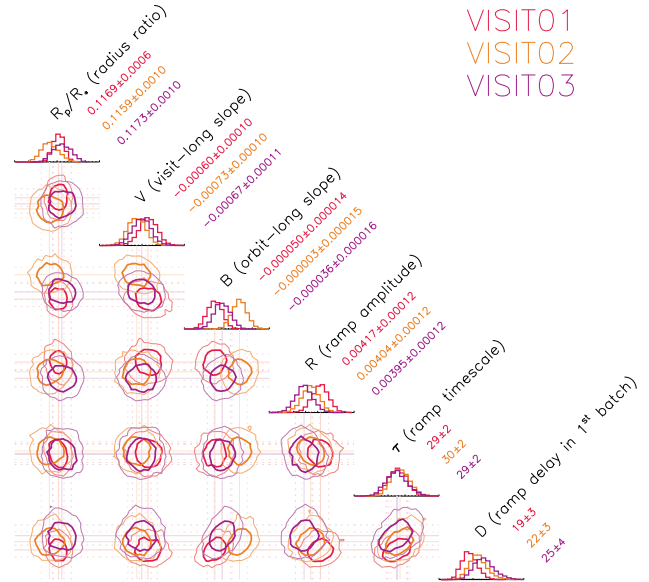 VISIT01
VISIT02
VISIT03
Rₚ/R⋆ (radius ratio)
0.1169±0.0006
0.1159±0.0010
0.1173±0.0010
V (visit-long slope)
-0.00060±0.00010
-0.00073±0.00010
-0.00067±0.00011
B (orbit-long slope)
-0.000050±0.000014
-0.000003±0.000015
-0.000036±0.000016
R (ramp amplitude)
0.00417±0.00012
0.00404±0.00012
0.00395±0.00012
τ (ramp timescale)
29±2
30±2
29±2
D (ramp delay in 1ˢᵗ batch)
19±3
22±3
25±4